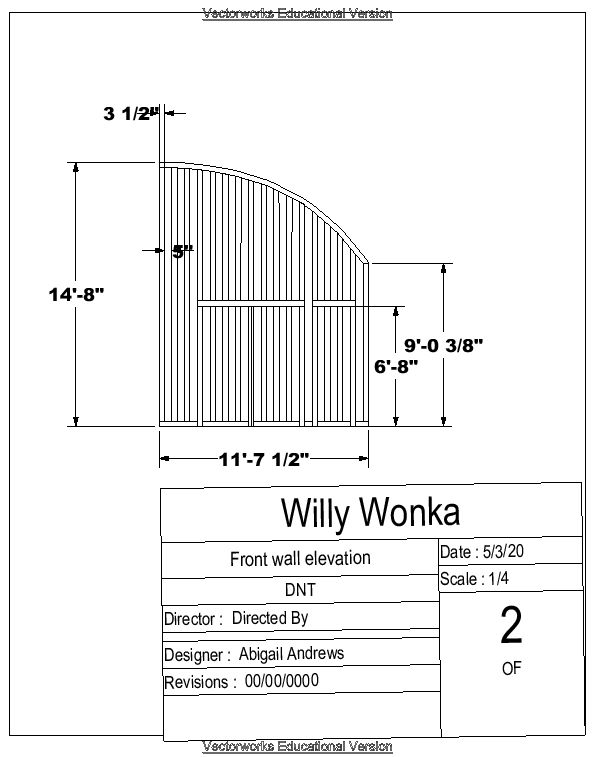 Vectorworks Educational Version
3 1/2"
5"
14'-8"
9'-0 3/8"
6'-8"
11'-7 1/2"
Willy Wonka
Front wall elevation
Date : 5/3/20
DNT
Scale : 1/4
Director : Directed By
2
OF
Designer : Abigail Andrews
Revisions : 00/00/0000
Vectorworks Educational Version